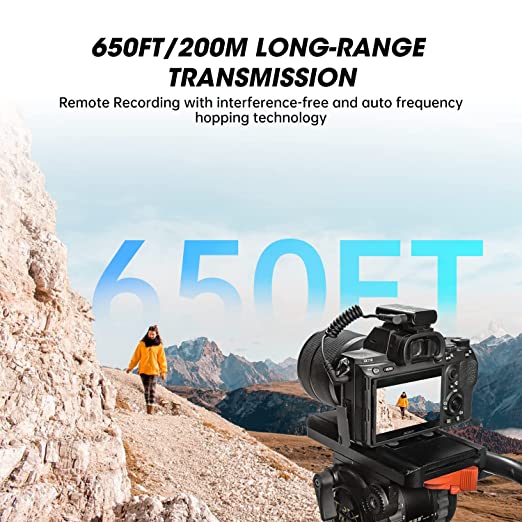 650FT/200M LONG-RANGE
TRANSMISSION
Remote Recording with interference-free and auto frequency
hopping technology
650FT